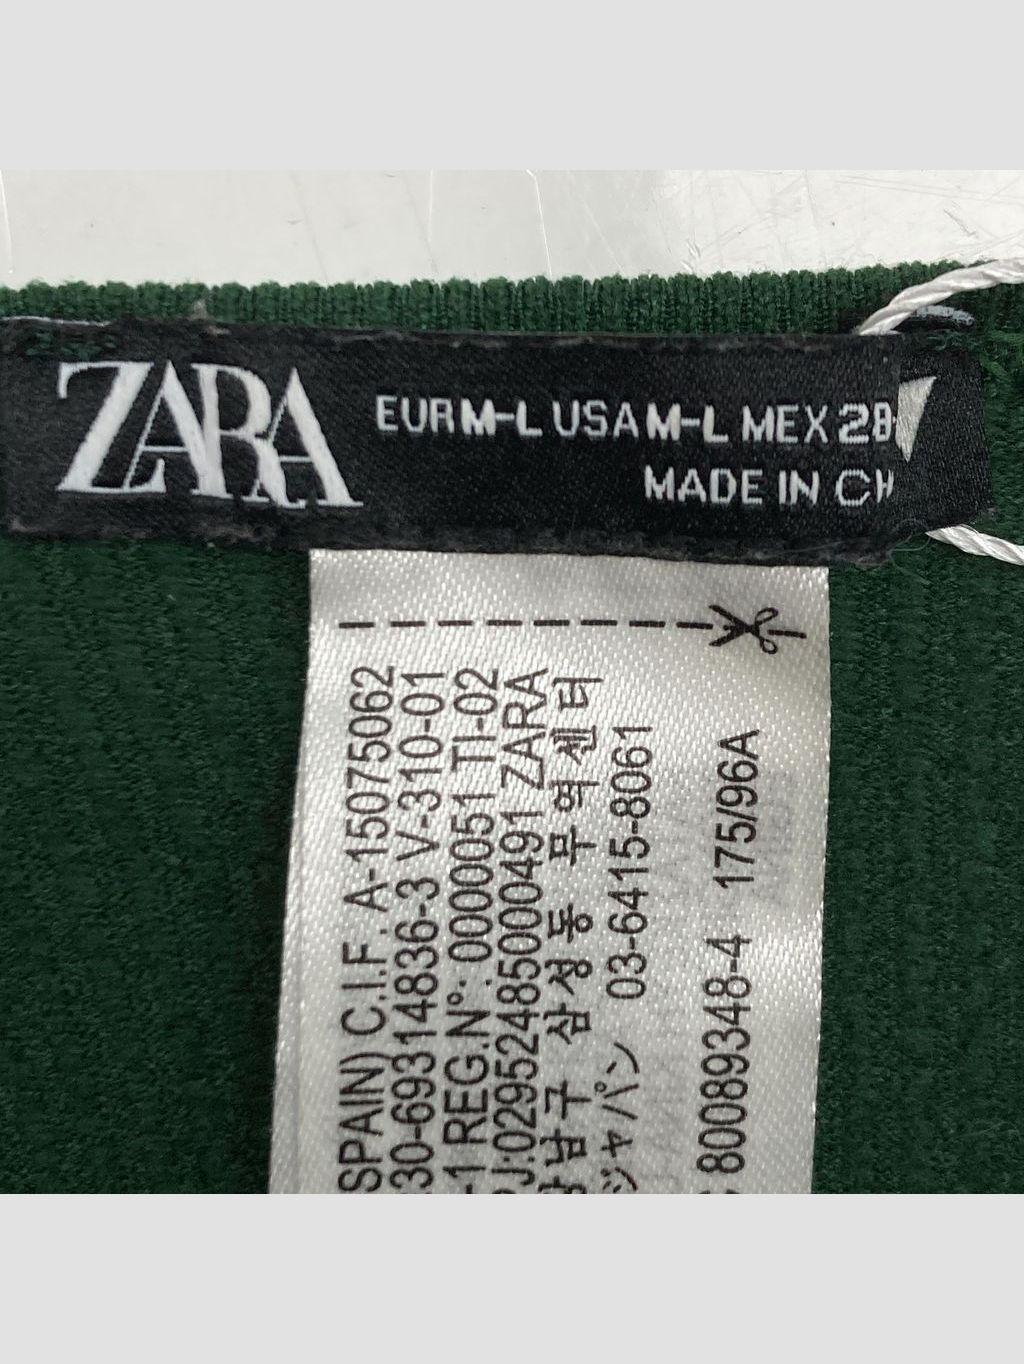 ZARA
EUR M-L USA M-L MEX 28
MADE IN CH
SPAIN) C.I.F. A-15075062
30-69314836-3 V-310-01
-1 REG.Nº: 0000051 TI-02
J:02952485000491 ZARA
남구 삼성동 무역센터
ジャパン 03-6415-8061
80089348-4 175/96A